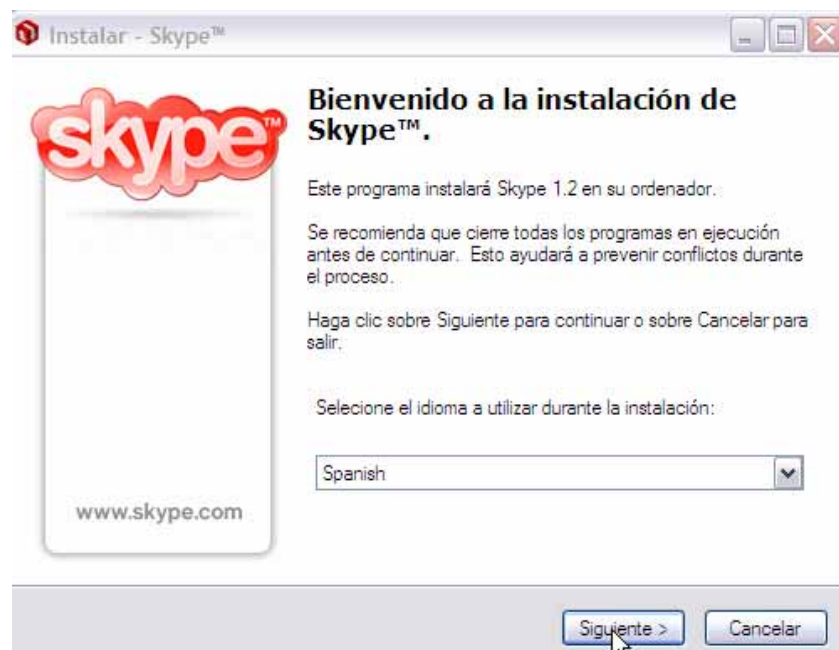 Instalar - Skype™
skype™
Bienvenido a la instalación de
Skype™.
Este programa instalará Skype 1.2 en su ordenador.
Se recomienda que cierre todas los programas en ejecución
antes de continuar. Esto ayudará a prevenir conflictos durante
el proceso.
Haga clic sobre Siguiente para continuar o sobre Cancelar para
salir.
Selecione el idioma a utilizar durante la instalación:
Spanish
www.skype.com
Siguiente >
Cancelar